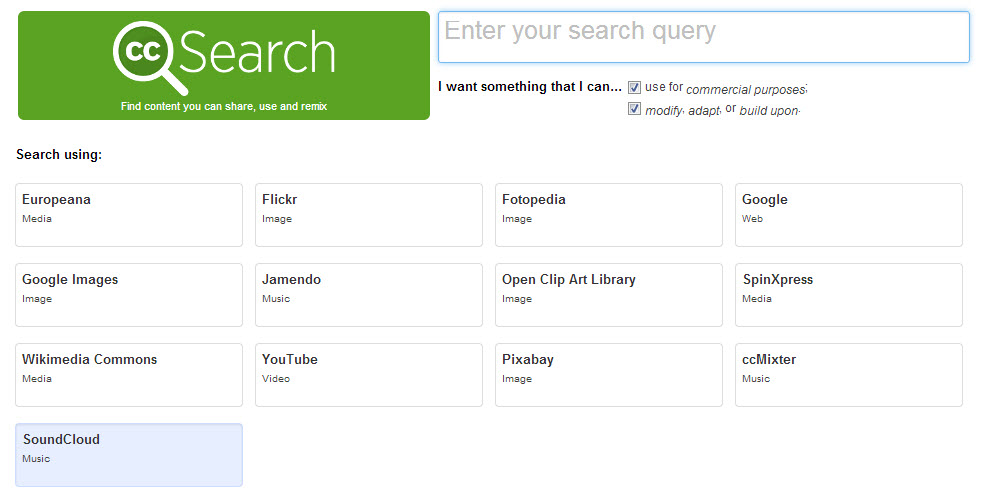 cc Search
Find content you can share, use and remix
Enter your search query
I want something that I can... use for commercial purposes;
modify, adapt, or build upon.
Search using:
Europeana
Media
Flickr
Image
Fotopedia
Image
Google
Web
Google Images
Image
Jamendo
Music
Open Clip Art Library
Image
SpinXpress
Media
Wikimedia Commons
Media
YouTube
Video
Pixabay
Image
ccMixter
Music
SoundCloud
Music